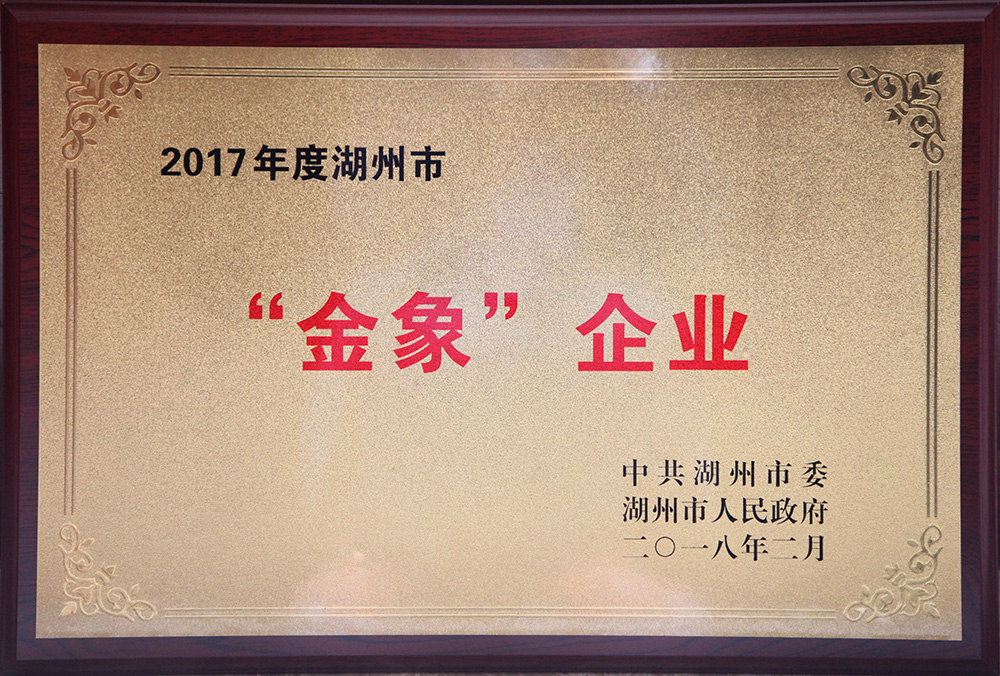 2017年度湖州市
“金象”企业
中共湖州市委
湖州市人民政府
二〇一八年二月